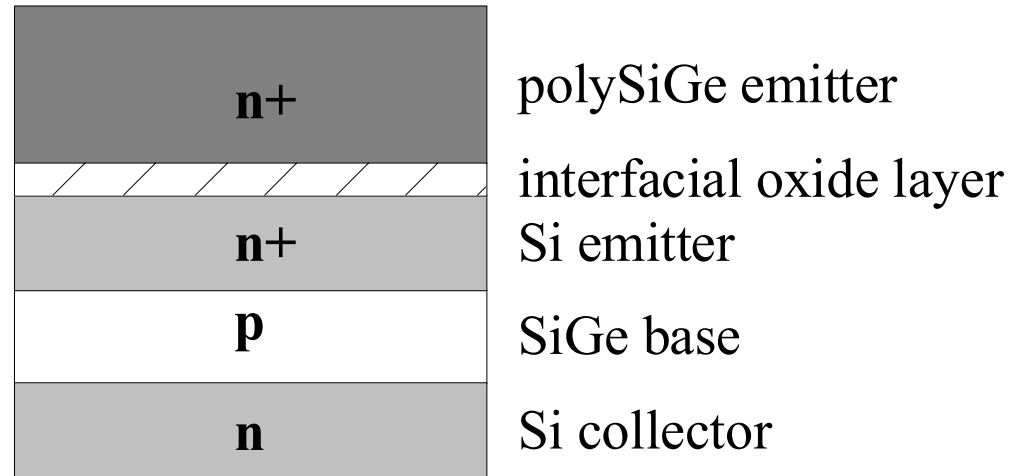 n+ polySiGe emitter
interfacial oxide layer
n+ Si emitter
p SiGe base
n Si collector